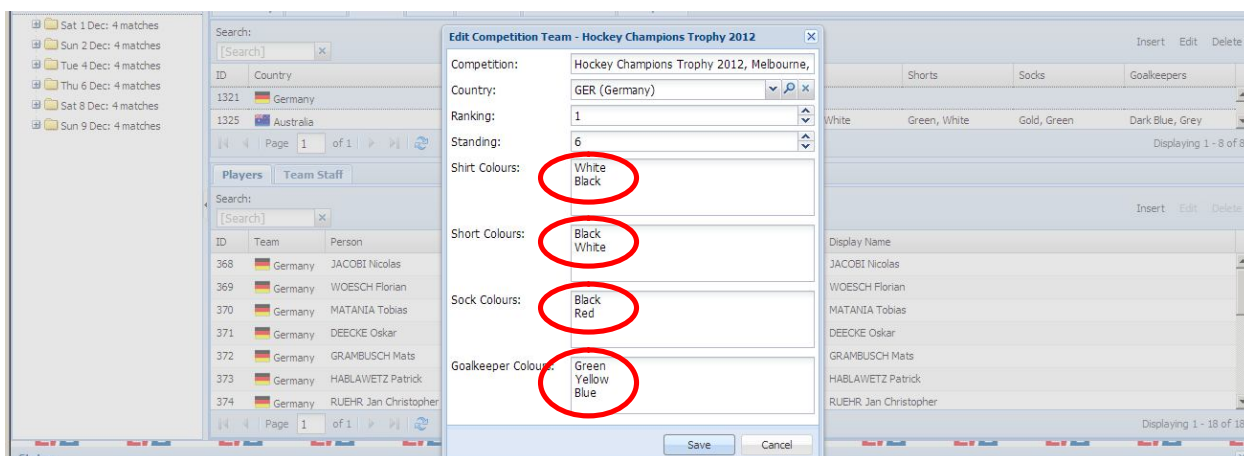 Sat 1 Dec: 4 matches
Sun 2 Dec: 4 matches
Tue 4 Dec: 4 matches
Thu 6 Dec: 4 matches
Sat 8 Dec: 4 matches
Sun 9 Dec: 4 matches
Search:
[Search]
Insert Edit Delete
ID Country Shorts Socks Goalkeepers
1321 Germany
1325 Australia White Green, White Gold, Green Dark Blue, Grey
Page 1 of 1 Displaying 1 - 8 of 8
Players Team Staff
Search:
[Search]
Insert Edit Delete
ID Team Person Display Name
368 Germany JACOBI Nicolas JACOBI Nicolas
369 Germany WOESCH Florian WOESCH Florian
370 Germany MATANIA Tobias MATANIA Tobias
371 Germany DEECKE Oskar DEECKE Oskar
372 Germany GRAMBUSCH Mats GRAMBUSCH Mats
373 Germany HABLAWETZ Patrick HABLAWETZ Patrick
374 Germany RUEHR Jan Christopher RUEHR Jan Christopher
Page 1 of 1 Displaying 1 - 18 of 18
Edit Competition Team - Hockey Champions Trophy 2012
Competition: Hockey Champions Trophy 2012, Melbourne,
Country: GER (Germany)
Ranking: 1
Standing: 6
Shirt Colours: White
Black
Short Colours: Black
White
Sock Colours: Black
Red
Goalkeeper Colours: Green
Yellow
Blue
Save Cancel